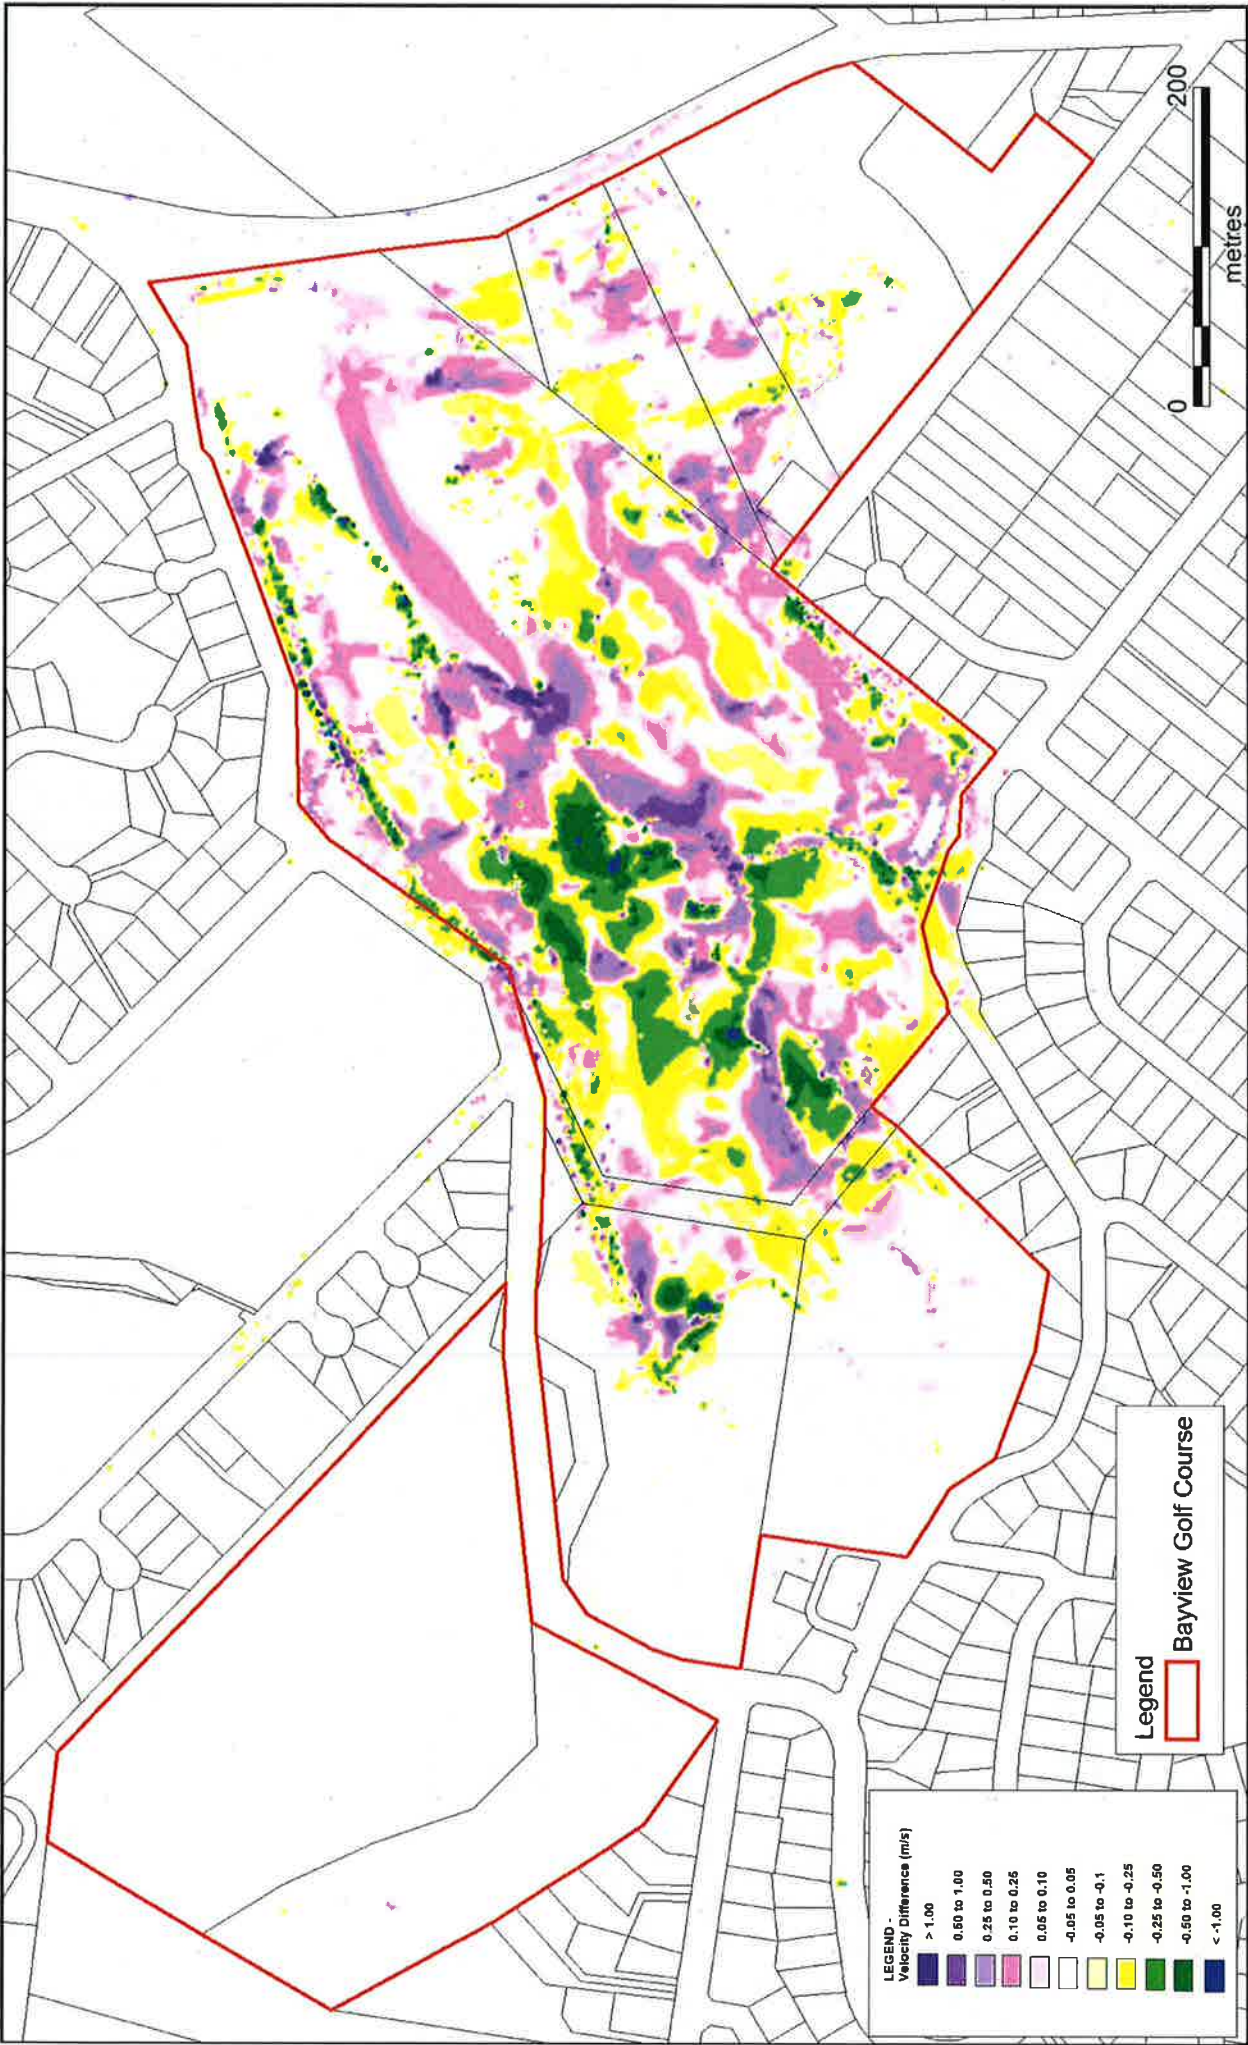 LEGEND -
Velocity Difference (m/s)
> 1.00
0.50 to 1.00
0.25 to 0.50
0.10 to 0.25
0.05 to 0.10
-0.05 to 0.05
-0.05 to -0.1
-0.10 to -0.25
-0.25 to -0.50
-0.50 to -1.00
< -1.00
Legend
Bayview Golf Course
0
200
metres